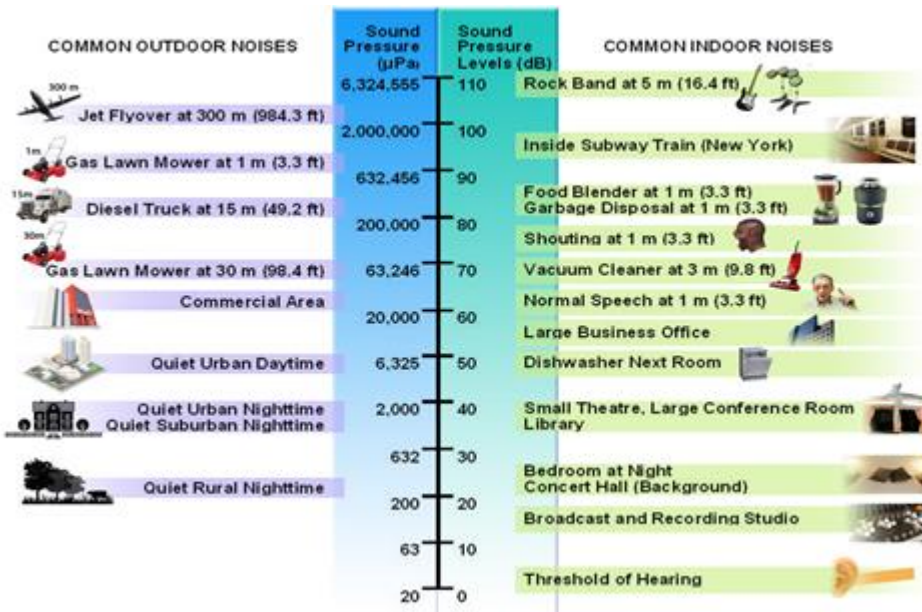 COMMON OUTDOOR NOISES
Sound
Pressure
(µPa)
Sound
Pressure
Levels (dB)
COMMON INDOOR NOISES
300 m
Jet Flyover at 300 m (984.3 ft)
1m
Gas Lawn Mower at 1 m (3.3 ft)
15m
Diesel Truck at 15 m (49.2 ft)
30m
Gas Lawn Mower at 30 m (98.4 ft)
Commercial Area
Quiet Urban Daytime
Quiet Urban Nighttime
Quiet Suburban Nighttime
Quiet Rural Nighttime
6,324,555
2,000,000
632,456
200,000
63,246
20,000
6,325
2,000
632
200
63
20
110
100
90
80
70
60
50
40
30
20
10
0
Rock Band at 5 m (16.4 ft)
Inside Subway Train (New York)
Food Blender at 1 m (3.3 ft)
Garbage Disposal at 1 m (3.3 ft)
Shouting at 1 m (3.3 ft)
Vacuum Cleaner at 3 m (9.8 ft)
Normal Speech at 1 m (3.3 ft)
Large Business Office
Dishwasher Next Room
Small Theatre, Large Conference Room
Library
Bedroom at Night
Concert Hall (Background)
Broadcast and Recording Studio
Threshold of Hearing